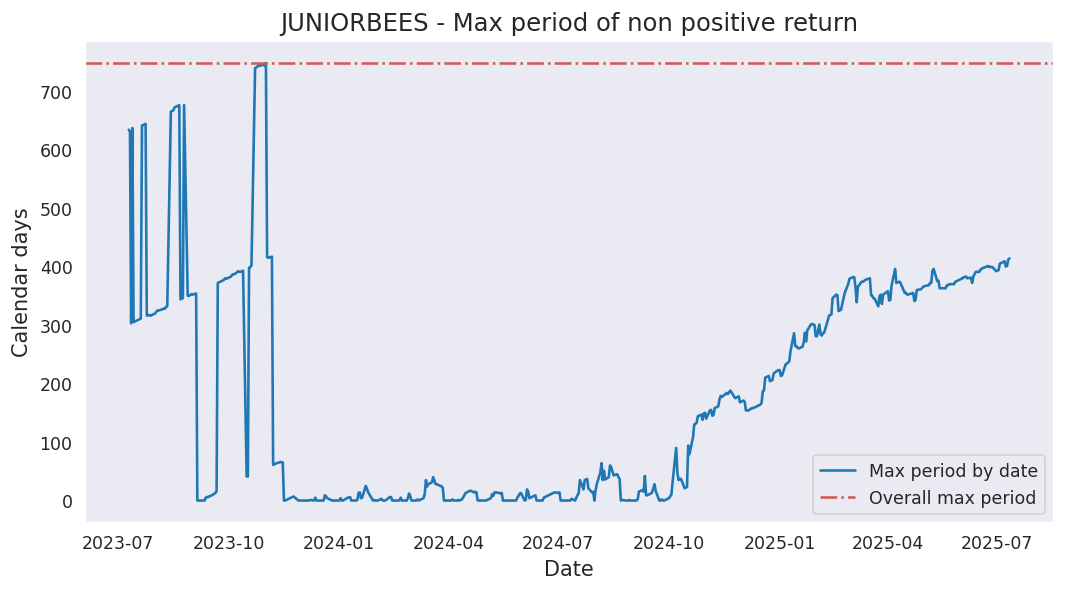 JUNIORBEES - Max period of non positive return
Calendar days
700
600
500
400
300
200
100
0
2023-07 2023-10 2024-01 2024-04 2024-07 2024-10 2025-01 2025-04 2025-07
Date
Max period by date
Overall max period